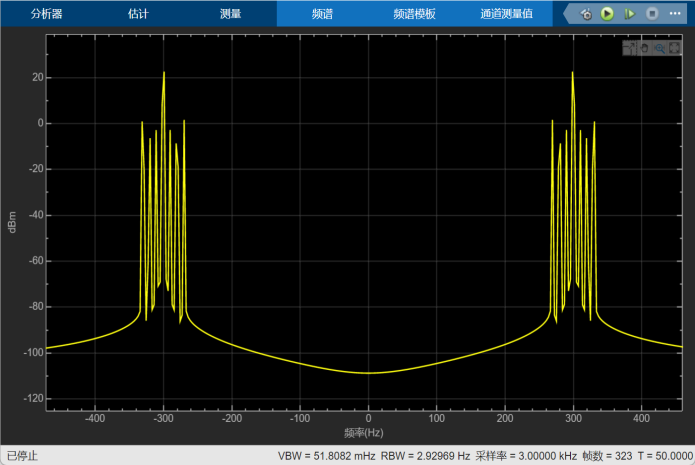 分析器 估计 测量 频谱 频谱模板 通道测量值
20
0
-20
-40
-60
-80
-100
-120
dBm
-400 -300 -200 -100 0 100 200 300 400
频率(Hz)
已停止 VBW = 51.8082 mHz RBW = 2.92969 Hz 采样率 = 3.00000 kHz 帧数 = 323 T = 50.0000